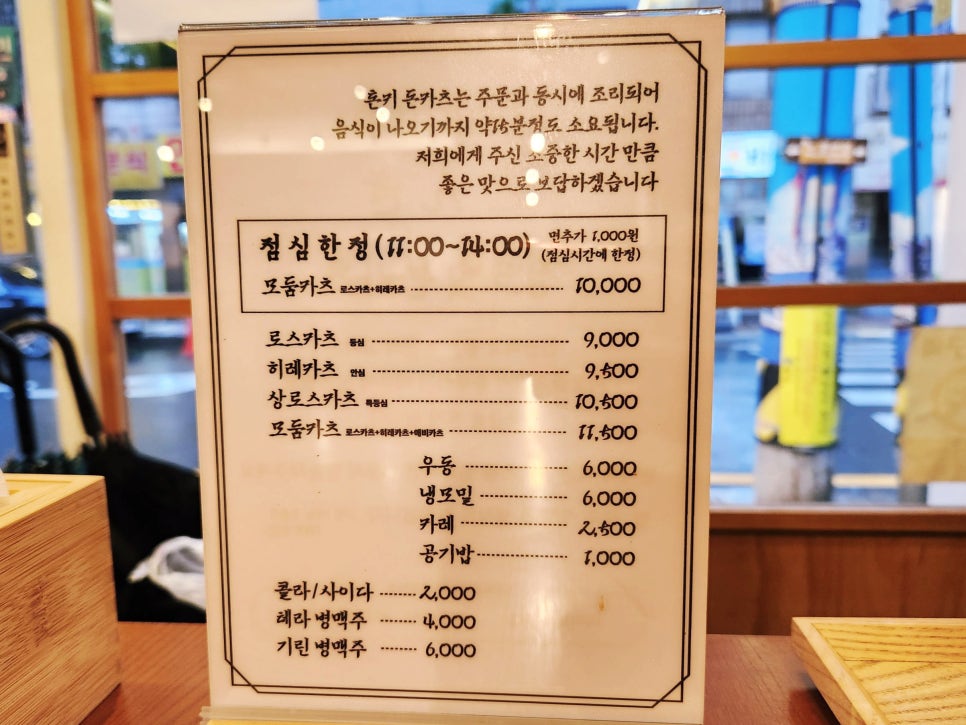 혼키 돈카츠는 주문과 동시에 조리되어
음식이 나오기까지 약15분정도 소요됩니다.
저희에게 주신 소중한 시간 만큼
좋은 맛으로 보답하겠습니다
점심한정 (11:00~14:00) 면추가 1,000원
(점심시간에 한정)
모둠카츠 로스카츠+히레카츠 10,000
로스카츠 등심 9,000
히레카츠 안심 9,500
상로스카츠 특등심 10,500
모둠카츠 로스카츠+히레카츠+에비카츠 11,500
우동 6,000
냉모밀 6,000
카레 2,500
공기밥 1,000
콜라/사이다 2,000
테라 병맥주 4,000
기린 병맥주 6,000